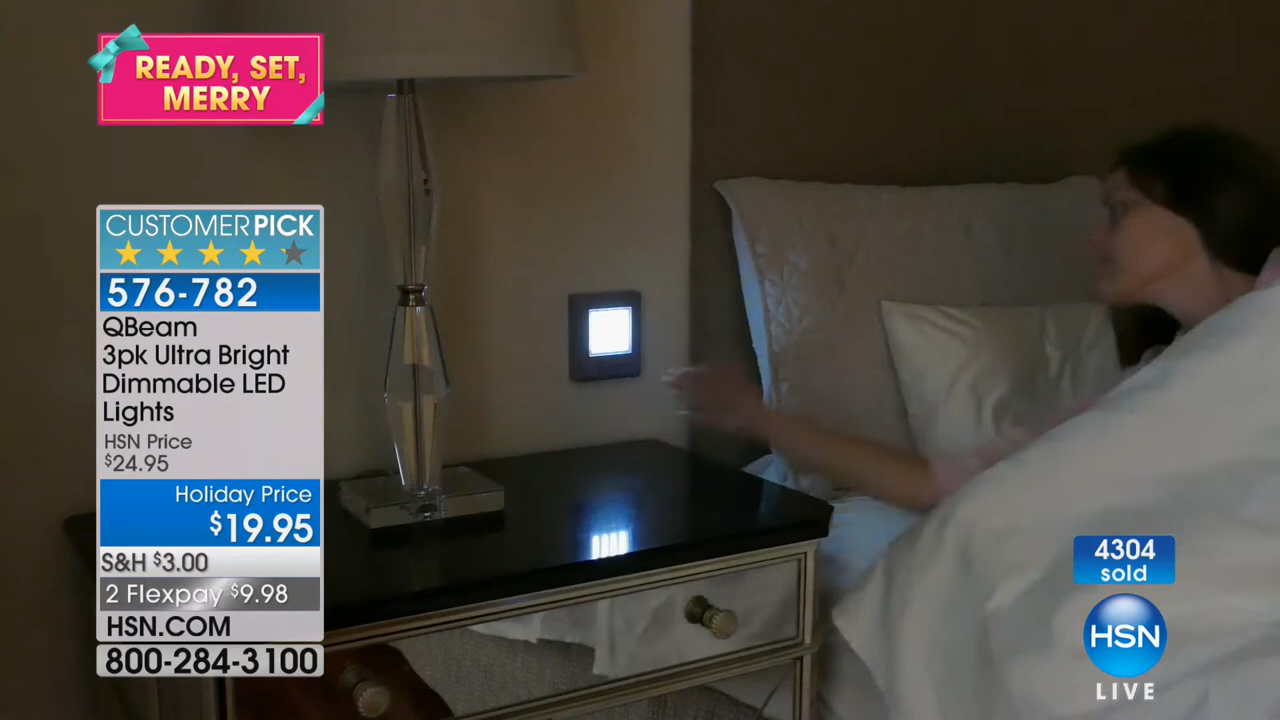 READY, SET,
MERRY
CUSTOMER PICK
576-782
QBeam
3pk Ultra Bright
Dimmable LED
Lights
HSN Price
$24.95
Holiday Price
$19.95
S&H $3.00
2 Flexpay $9.98
HSN.COM
800-284-3100
4304
sold
HSN
LIVE